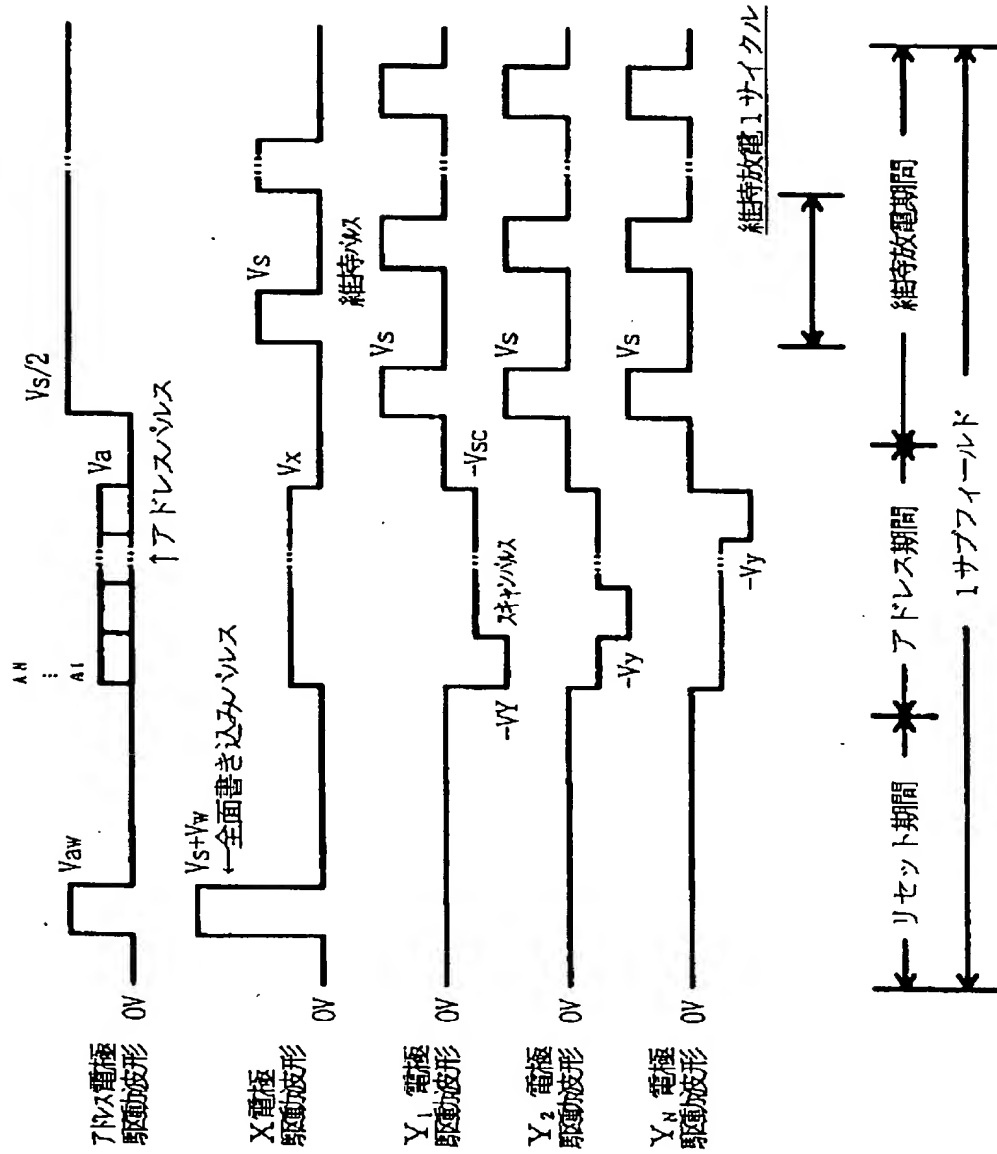 アドレス電極
駆動波形
0V
Vaw
AN
⋮
A1
Va
↑アドレスパルス
Vs/2
X電極
駆動波形
0V
Vs+Vw
←全面書き込みパルス
Vx
Vs
維持パルス
Y1 電極
駆動波形
0V
-VY
スキャンパルス
-Vsc
Vs
Y2 電極
駆動波形
0V
-Vy
Vs
YN 電極
駆動波形
0V
-Vy
Vs
維持放電1サイクル
リセット期間
アドレス期間
維持放電期間
1サブフィールド